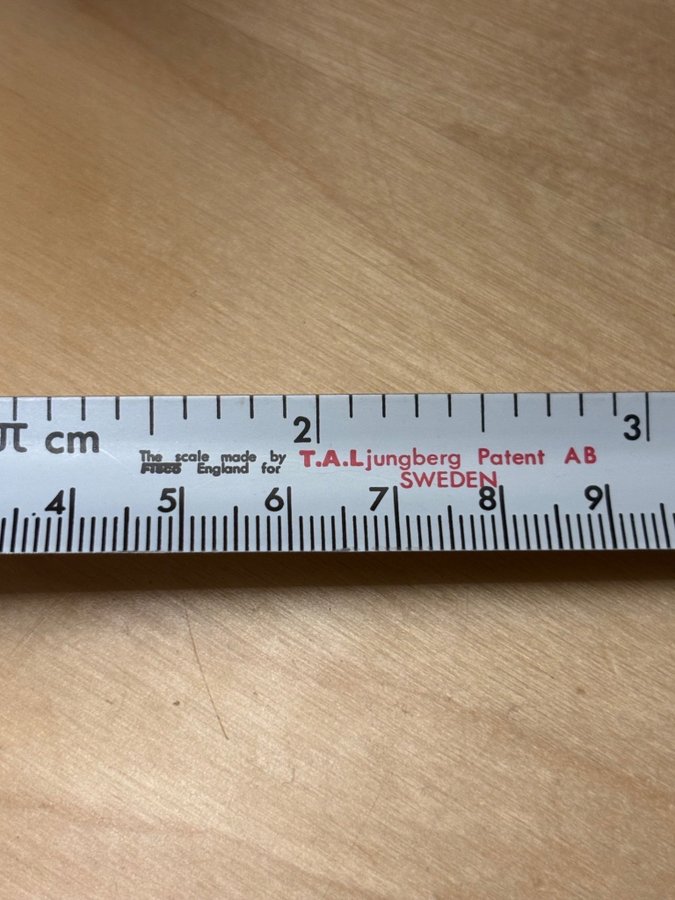 2 3
π cm
The scale made by T.A.Ljungberg Patent AB
FISCO England for SWEDEN
4 5 6 7 8 9